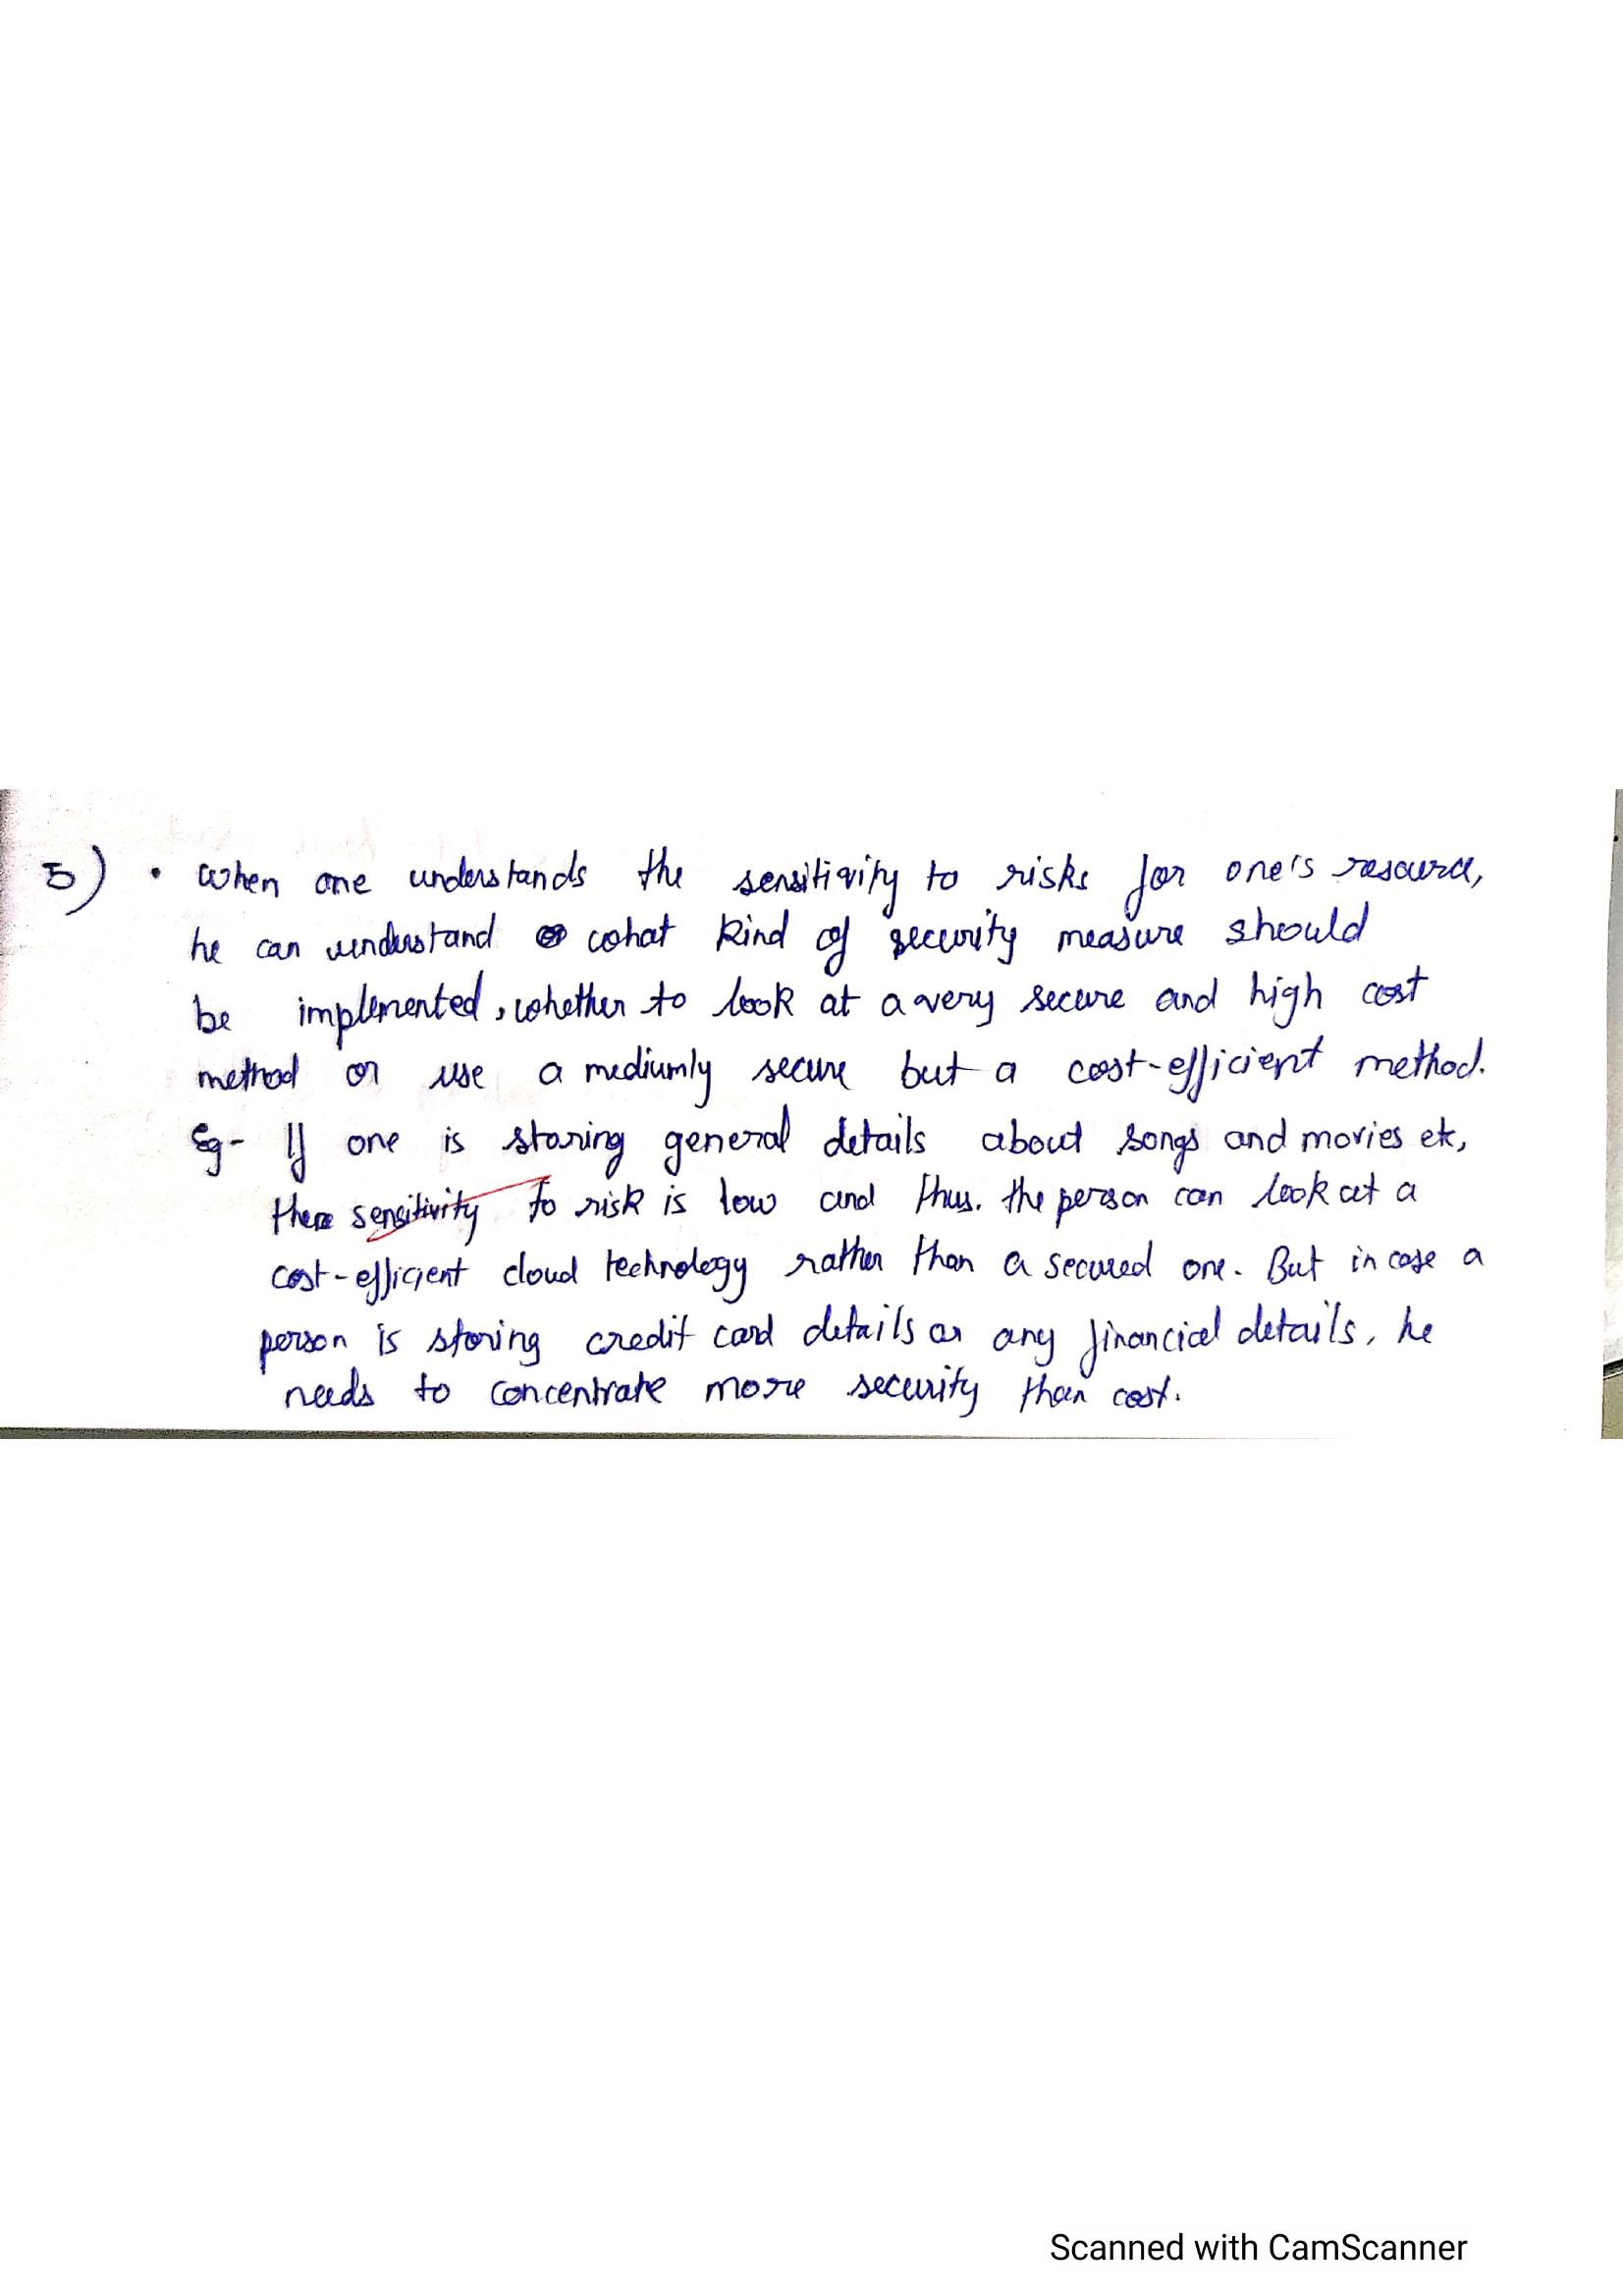 5) • When one understands the sensitivity to risks for one's resource,
he can understand what kind of security measure should
be implemented, whether to look at a very secure and high cost
method or use a mediumly secure but a cost-efficient method.
Eg- If one is storing general details about songs and movies etc,
there sensitivity to risk is low and thus. the person can look at a
cost-efficient cloud technology rather than a secured one. But in case a
person is storing credit card details or any financial details, he
needs to concentrate more security than cost.
Scanned with CamScanner